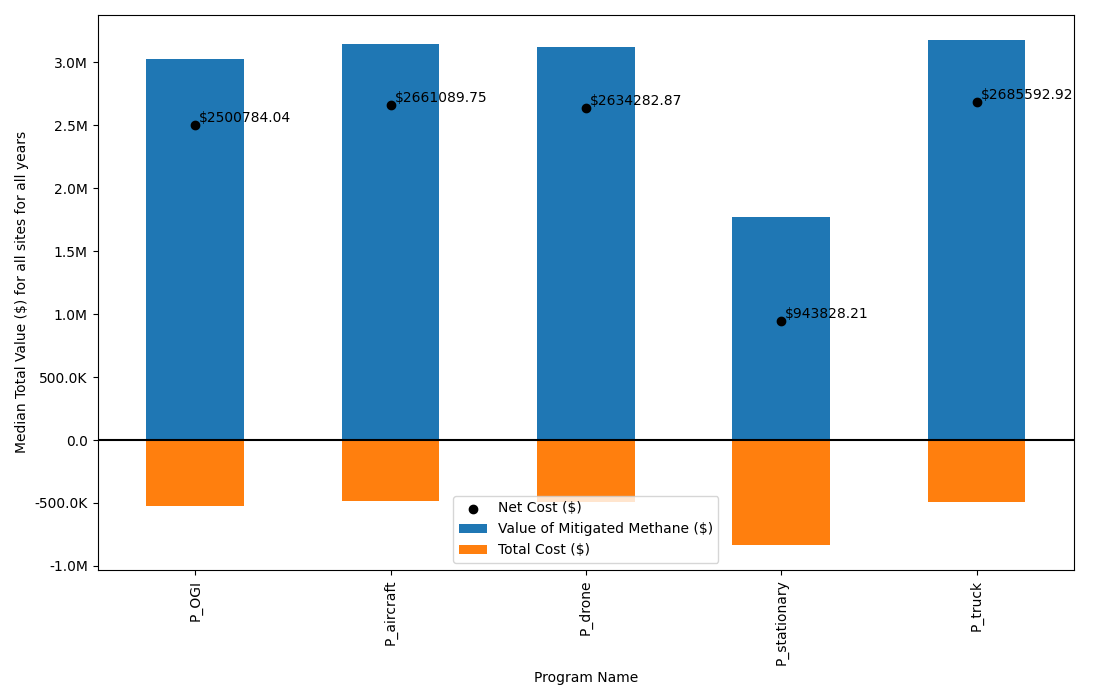 Median Total Value ($) for all sites for all years
3.0M
2.5M
2.0M
1.5M
1.0M
500.0K
0.0
-500.0K
-1.0M
$2500784.04
$2661089.75
$2634282.87
$943828.21
$2685592.92
Net Cost ($)
Value of Mitigated Methane ($)
Total Cost ($)
P_OGI
P_aircraft
P_drone
P_stationary
P_truck
Program Name